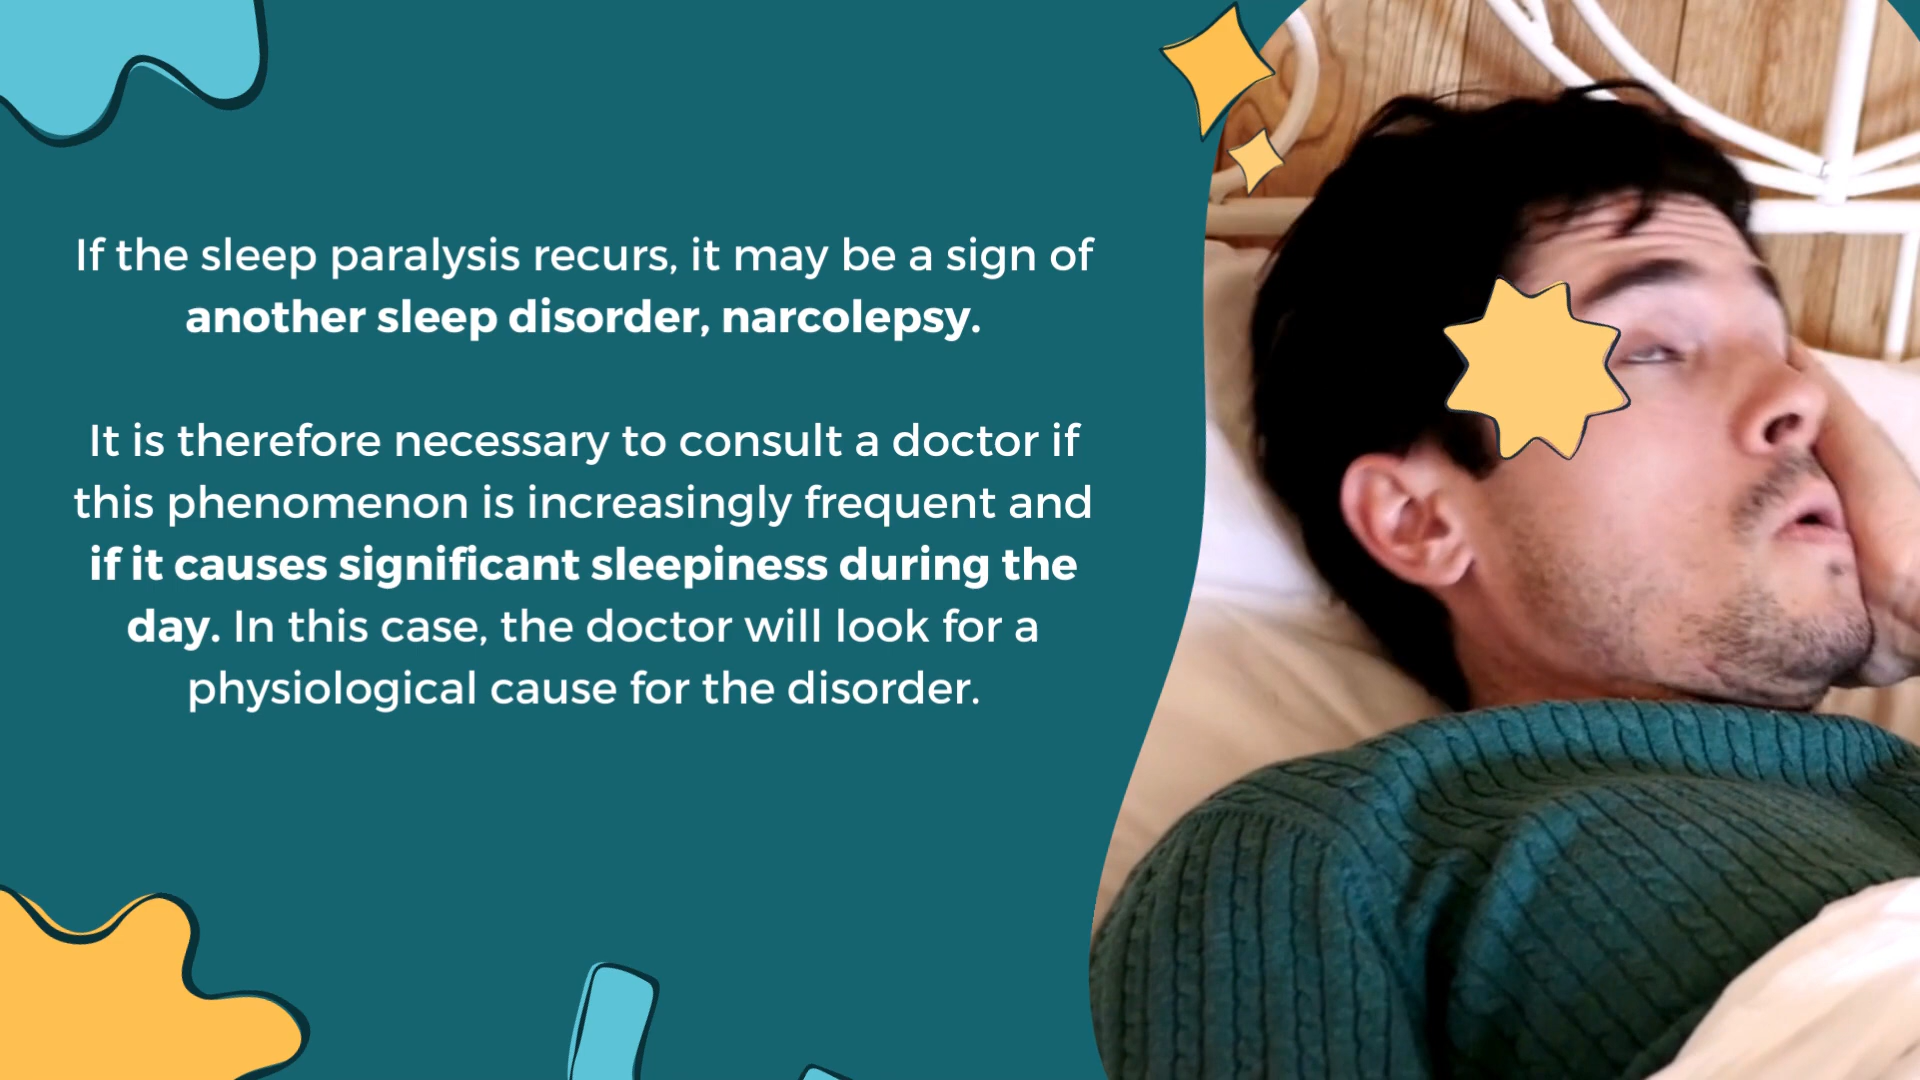 If the sleep paralysis recurs, it may be a sign of
another sleep disorder, narcolepsy.
It is therefore necessary to consult a doctor if
this phenomenon is increasingly frequent and
if it causes significant sleepiness during the
day. In this case, the doctor will look for a
physiological cause for the disorder.